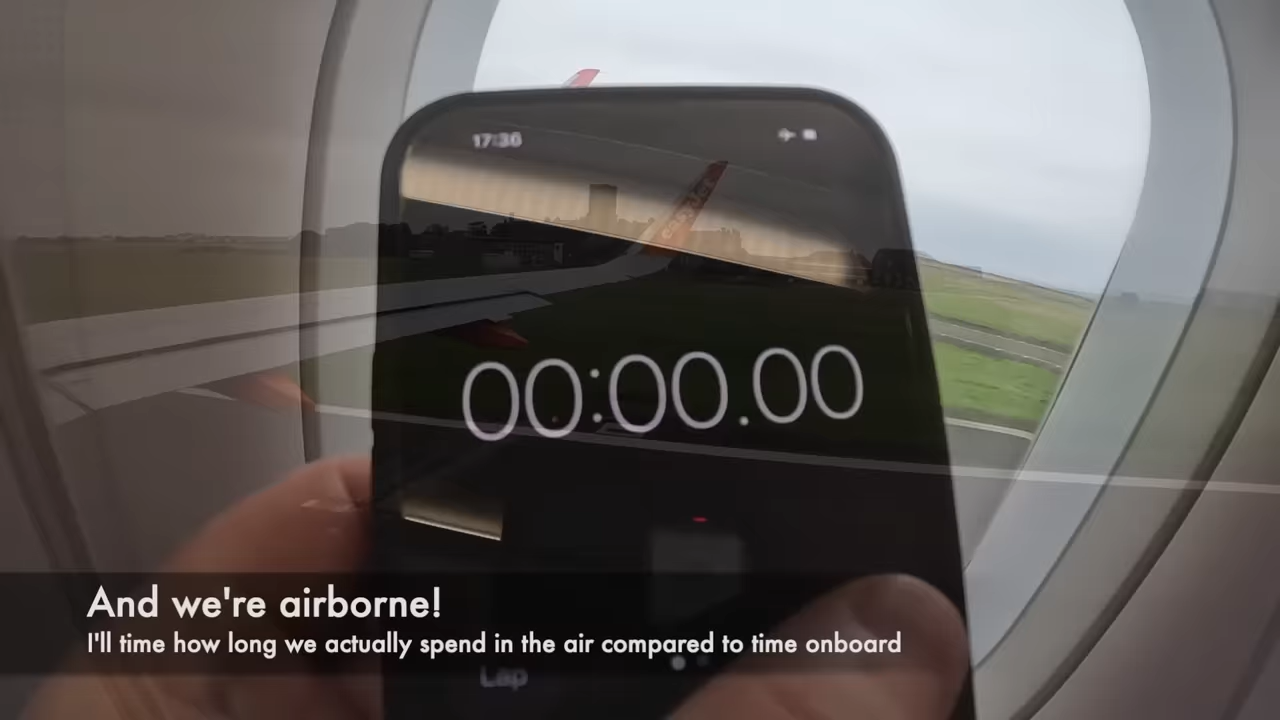 17:36
00:00.00
And we're airborne!
I'll time how long we actually spend in the air compared to time onboard
Lap